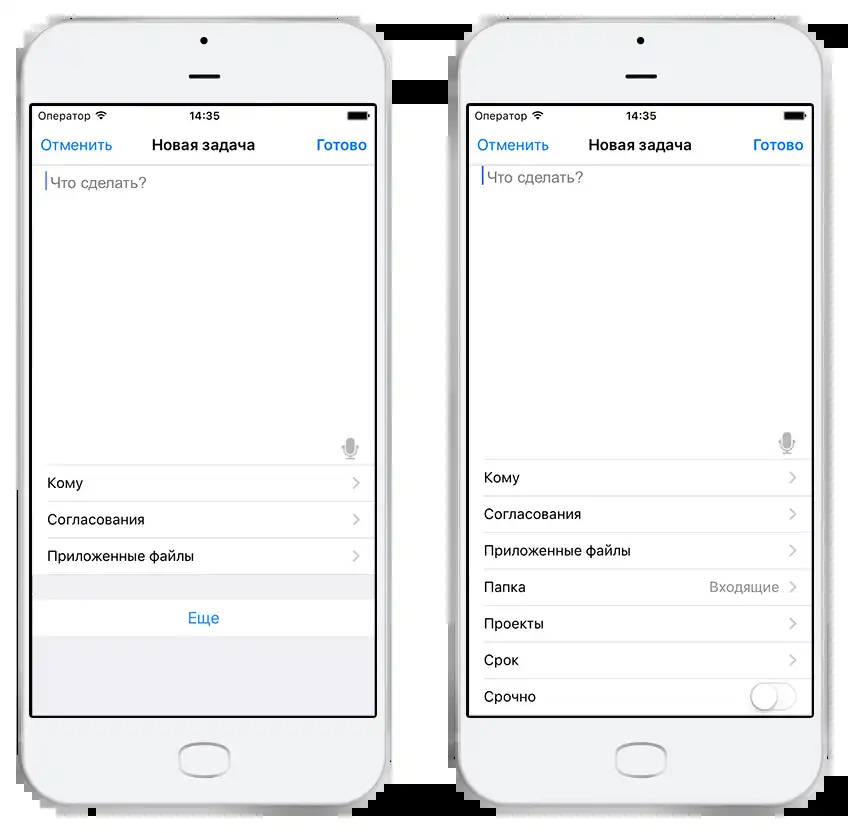 Оператор 14:35
Отменить Новая задача Готово
Что сделать?
Кому
Согласования
Приложенные файлы
Еще
Оператор 14:35
Отменить Новая задача Готово
Что сделать?
Кому
Согласования
Приложенные файлы
Папка Входящие
Проекты
Срок
Срочно